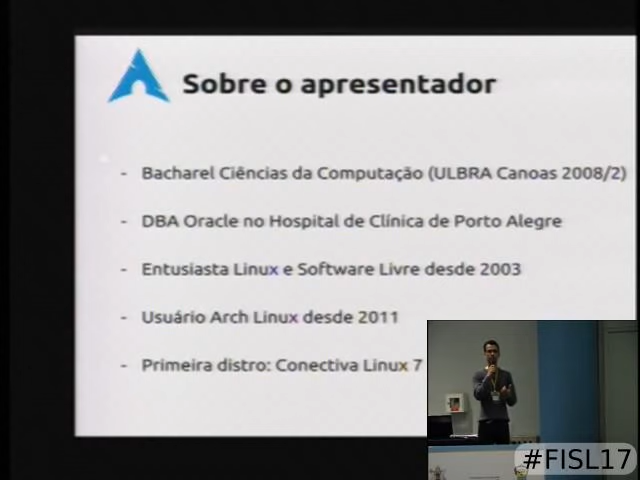 Sobre o apresentador
- Bacharel Ciências da Computação (ULBRA Canoas 2008/2)
- DBA Oracle no Hospital de Clínica de Porto Alegre
- Entusiasta Linux e Software Livre desde 2003
- Usuário Arch Linux desde 2011
- Primeira distro: Conectiva Linux 7
#FISL17